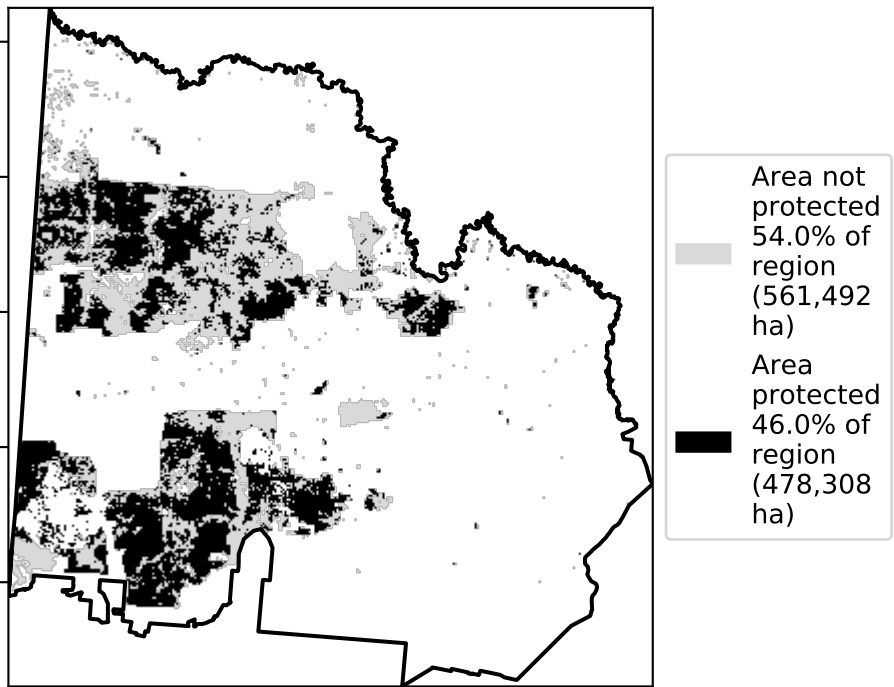 Area not
protected
54.0% of
region
(561,492
ha)
Area
protected
46.0% of
region
(478,308
ha)